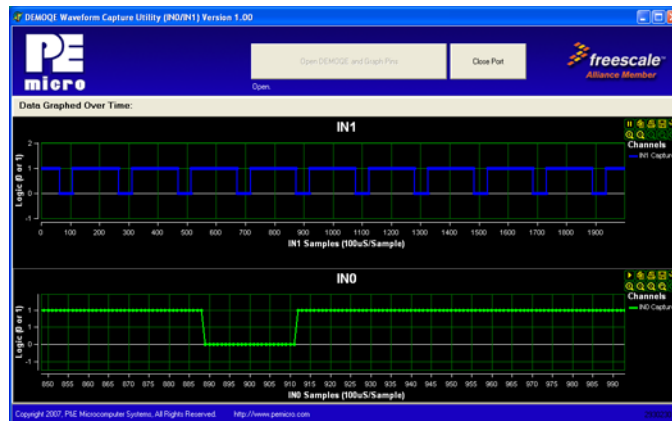 DEMOQE Waveform Capture Utility (IN0/IN1) Version 1.00
PE
micro
Open DEMOQE and Graph Pins
Close Port
freescale™
Alliance Member
Open.
Data Graphed Over Time:
IN1
Channels
IN1 Capture
Logic (0 or 1)
2
1
0
-1
0 100 200 300 400 500 600 700 800 900 1000 1100 1200 1300 1400 1500 1600 1700 1800 1900
IN1 Samples (100uS/Sample)
IN0
Channels
IN0 Capture
Logic (0 or 1)
1
1
0
-1
850 855 860 865 870 875 880 885 890 895 900 905 910 915 920 925 930 935 940 945 950 955 960 965 970 975 980 985 990
IN0 Samples (100uS/Sample)
Copyright 2007, P&E Microcomputer Systems, All Rights Reserved. http://www.pemicro.com